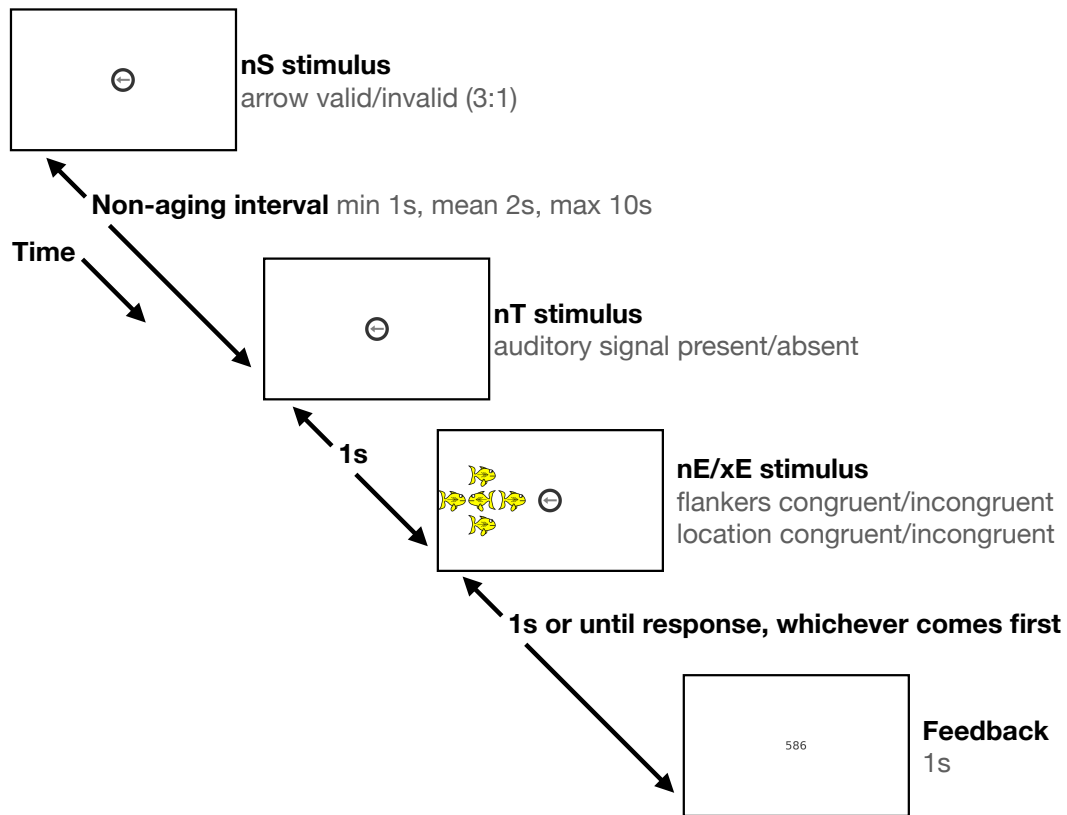 nS stimulus
arrow valid/invalid (3:1)
Non-aging interval min 1s, mean 2s, max 10s
Time
nT stimulus
auditory signal present/absent
1s
nE/xE stimulus
flankers congruent/incongruent
location congruent/incongruent
1s or until response, whichever comes first
586
Feedback
1s